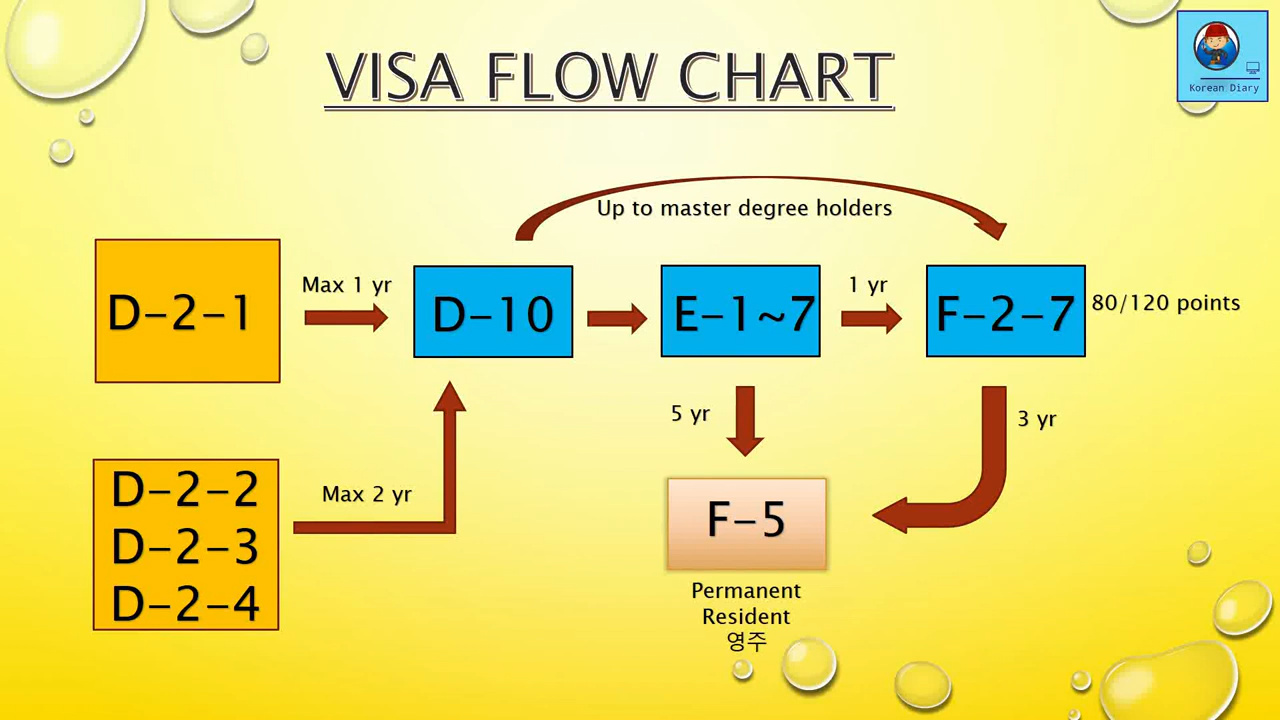 VISA FLOW CHART
Korean Diary
Up to master degree holders
D-2-1
Max 1 yr
D-10
E-1~7
1 yr
F-2-7
80/120 points
5 yr
3 yr
D-2-2
D-2-3
D-2-4
Max 2 yr
F-5
Permanent
Resident
영주